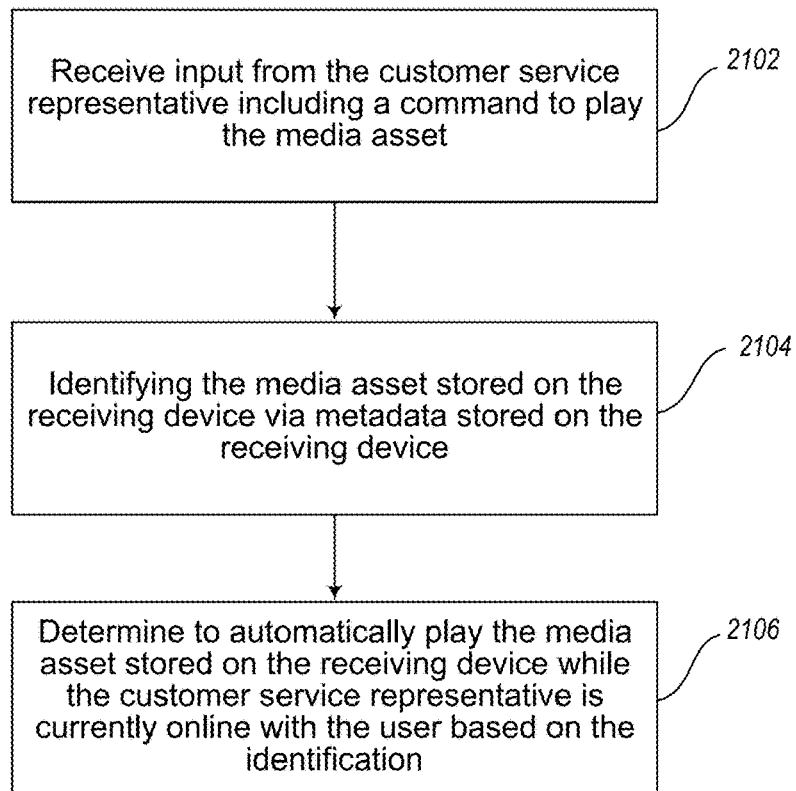 Receive input from the customer service
representative including a command to play
the media asset
2102
Identifying the media asset stored on the
receiving device via metadata stored on the
receiving device
2104
Determine to automatically play the media
asset stored on the receiving device while
the customer service representative is
currently online with the user based on the
identification
2106